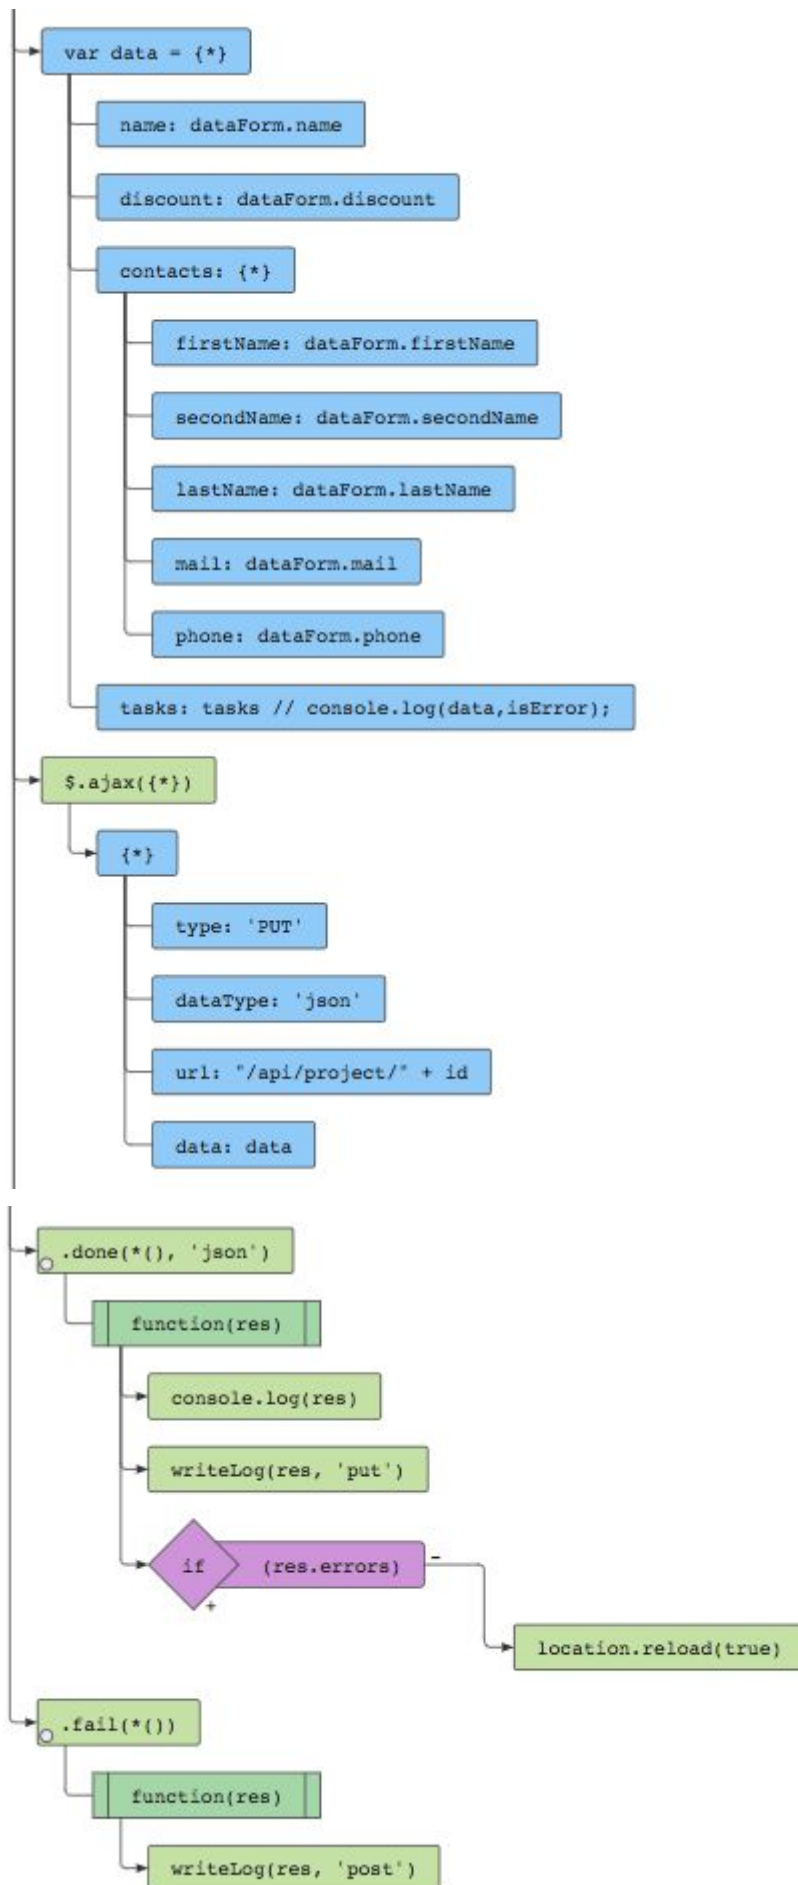 var data = {*}
name: dataForm.name
discount: dataForm.discount
contacts: {*}
firstName: dataForm.firstName
secondName: dataForm.secondName
lastName: dataForm.lastName
mail: dataForm.mail
phone: dataForm.phone
tasks: tasks // console.log(data,isError);
$.ajax({*})
{*}
type: 'PUT'
dataType: 'json'
url: "/api/project/" + id
data: data
.done(*(), 'json')
function(res)
console.log(res)
writeLog(res, 'put')
if (res.errors) -
+
location.reload(true)
.fail(*())
function(res)
writeLog(res, 'post')